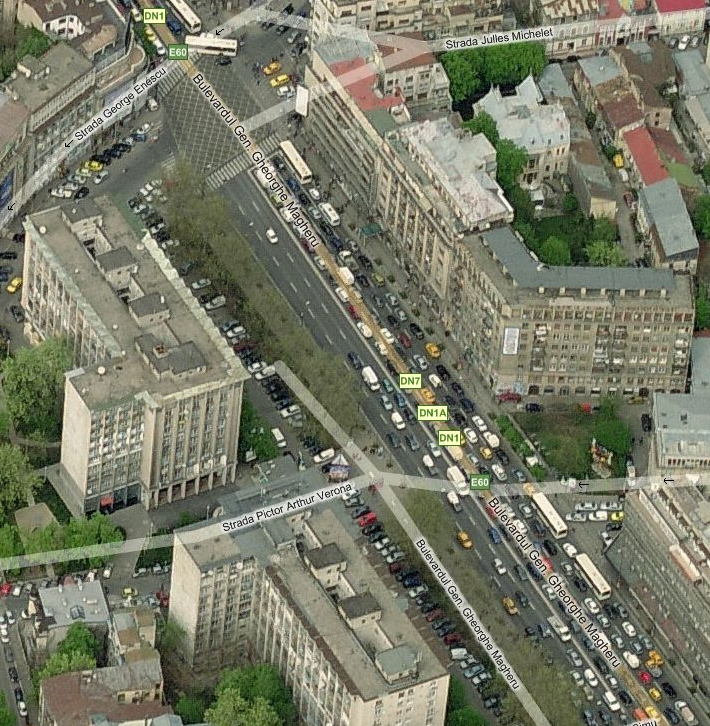 DN1
E60
Strada Julles Michelet
← Strada George Enescu
←
←
←
Bulevardul Gen. Gheorghe Magheru
DN7
DN1A
DN1
E60
←
←
Strada Pictor Arthur Verona
Bulevardul Gen. Gheorghe Magheru
Bulevardul Gen. Gheorghe Magheru